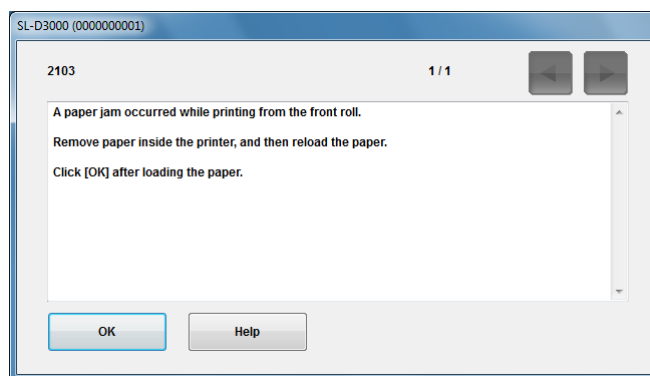 SL-D3000 (0000000001)
2103 1 / 1
A paper jam occurred while printing from the front roll.
Remove paper inside the printer, and then reload the paper.
Click [OK] after loading the paper.
OK Help